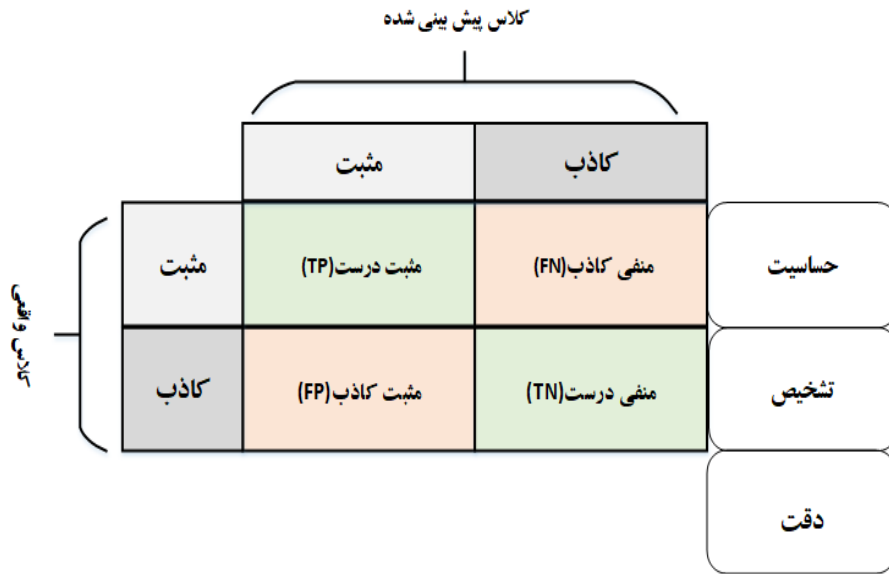 کلاس پیش بینی شده
مثبت
کاذب
کلاس واقعی
مثبت
مثبت درست(TP)
منفی کاذب(FN)
حساسیت
کاذب
مثبت کاذب(FP)
منفی درست(TN)
تشخیص
دقت